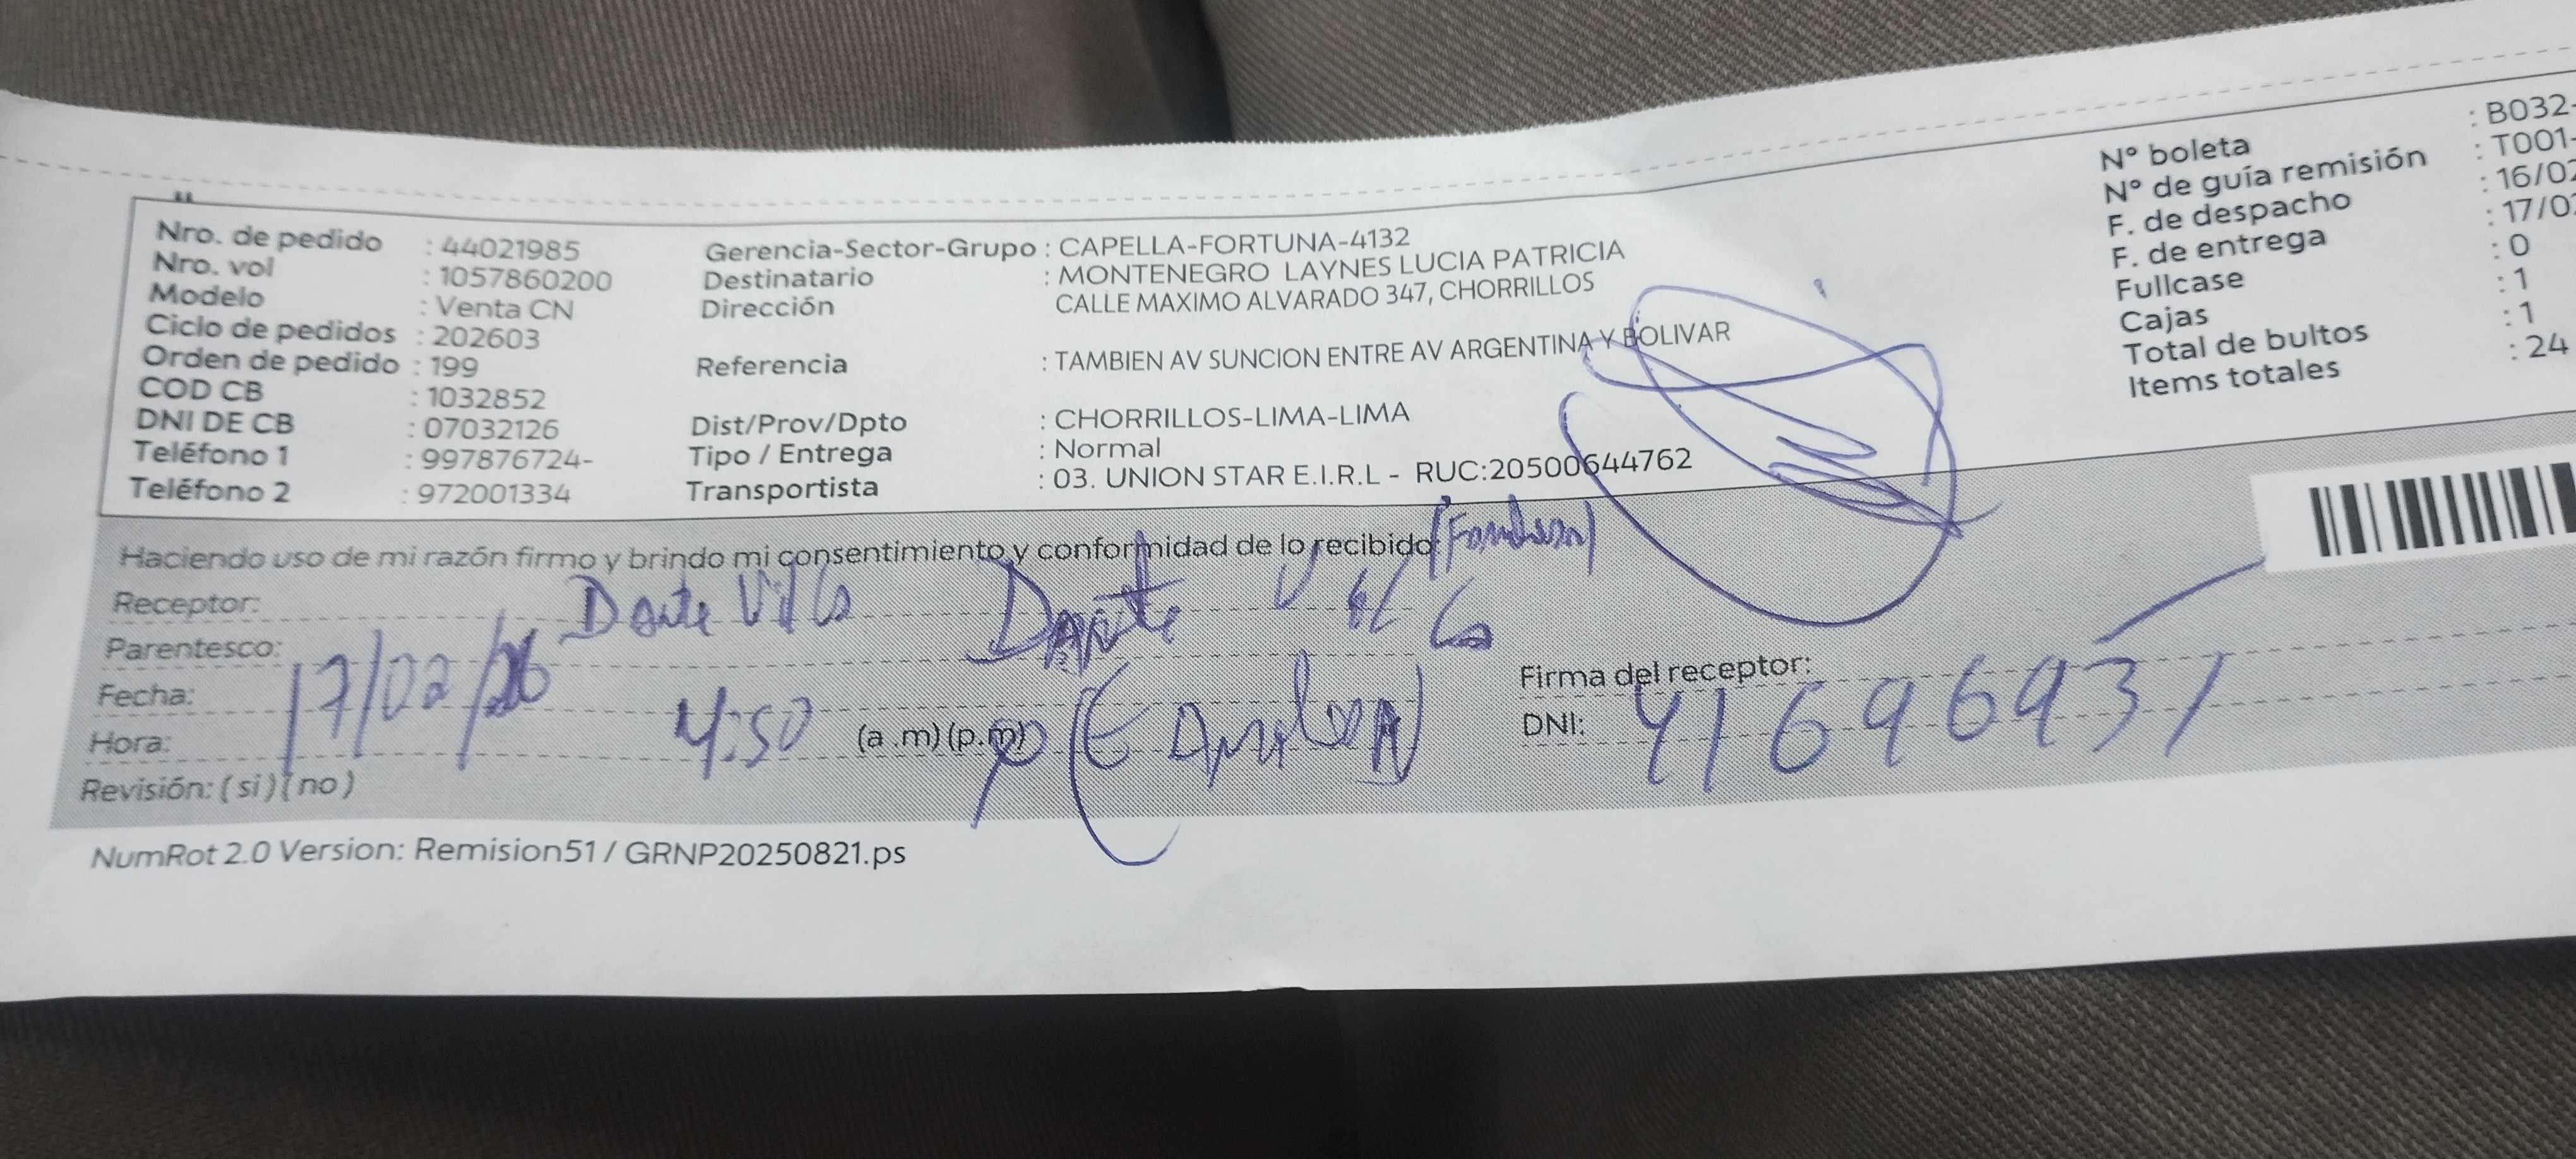 Nro. de pedido : 44021985
Nro. vol : 1057860200
Modelo : Venta CN
Ciclo de pedidos : 202603
Orden de pedido : 199
COD CB : 1032852
DNI DE CB : 07032126
Teléfono 1 : 997876724-
Teléfono 2 : 972001334
Gerencia-Sector-Grupo : CAPELLA-FORTUNA-4132
Destinatario : MONTENEGRO LAYNES LUCIA PATRICIA
Dirección CALLE MAXIMO ALVARADO 347, CHORRILLOS
Referencia : TAMBIEN AV SUNCION ENTRE AV ARGENTINA Y BOLIVAR
Dist/Prov/Dpto : CHORRILLOS-LIMA-LIMA
Tipo / Entrega : Normal
Transportista : 03. UNION STAR E.I.R.L - RUC:20500644762
N° boleta : B032-
N° de guía remisión : T001-
F. de despacho : 16/02
F. de entrega : 17/02
Fullcase : 0
Cajas : 1
Total de bultos : 1
Items totales : 24
Haciendo uso de mi razón firmo y brindo mi consentimiento y conformidad de lo recibido:
Receptor: Dante Villa Dante Villa
Parentesco:
Fecha: 17/02/26
Hora: 4:50 (a .m) (p.m)
Revisión: ( si ) ( no )
Firma del receptor:
DNI: 41696931
NumRot 2.0 Version: Remision51 / GRNP20250821.ps